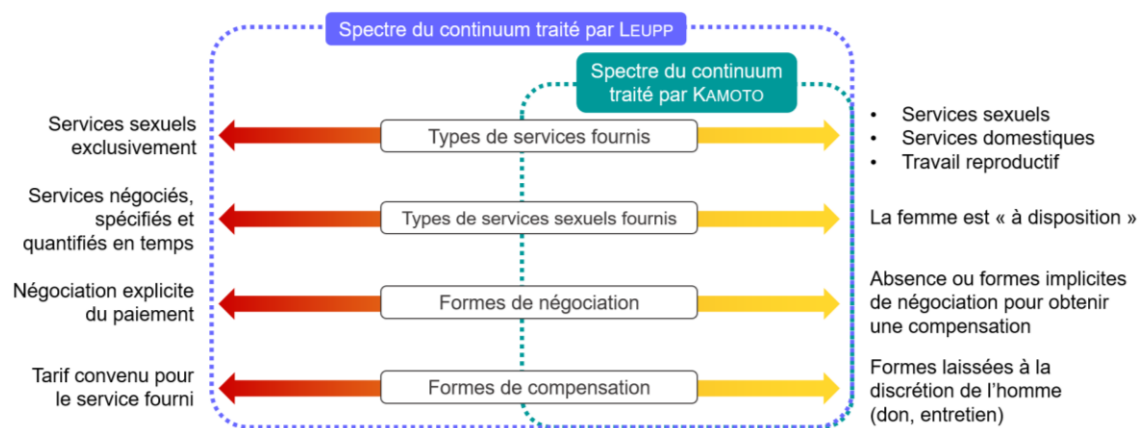 Spectre du continuum traité par LEUPP
Spectre du continuum
traité par KAMOTO
Services sexuels
exclusivement
Types de services fournis
• Services sexuels
• Services domestiques
• Travail reproductif
Services négociés,
spécifiés et
quantifiés en temps
Types de services sexuels fournis
La femme est « à disposition »
Négociation explicite
du paiement
Formes de négociation
Absence ou formes implicites
de négociation pour obtenir
une compensation
Tarif convenu pour
le service fourni
Formes de compensation
Formes laissées à la
discrétion de l’homme
(don, entretien)